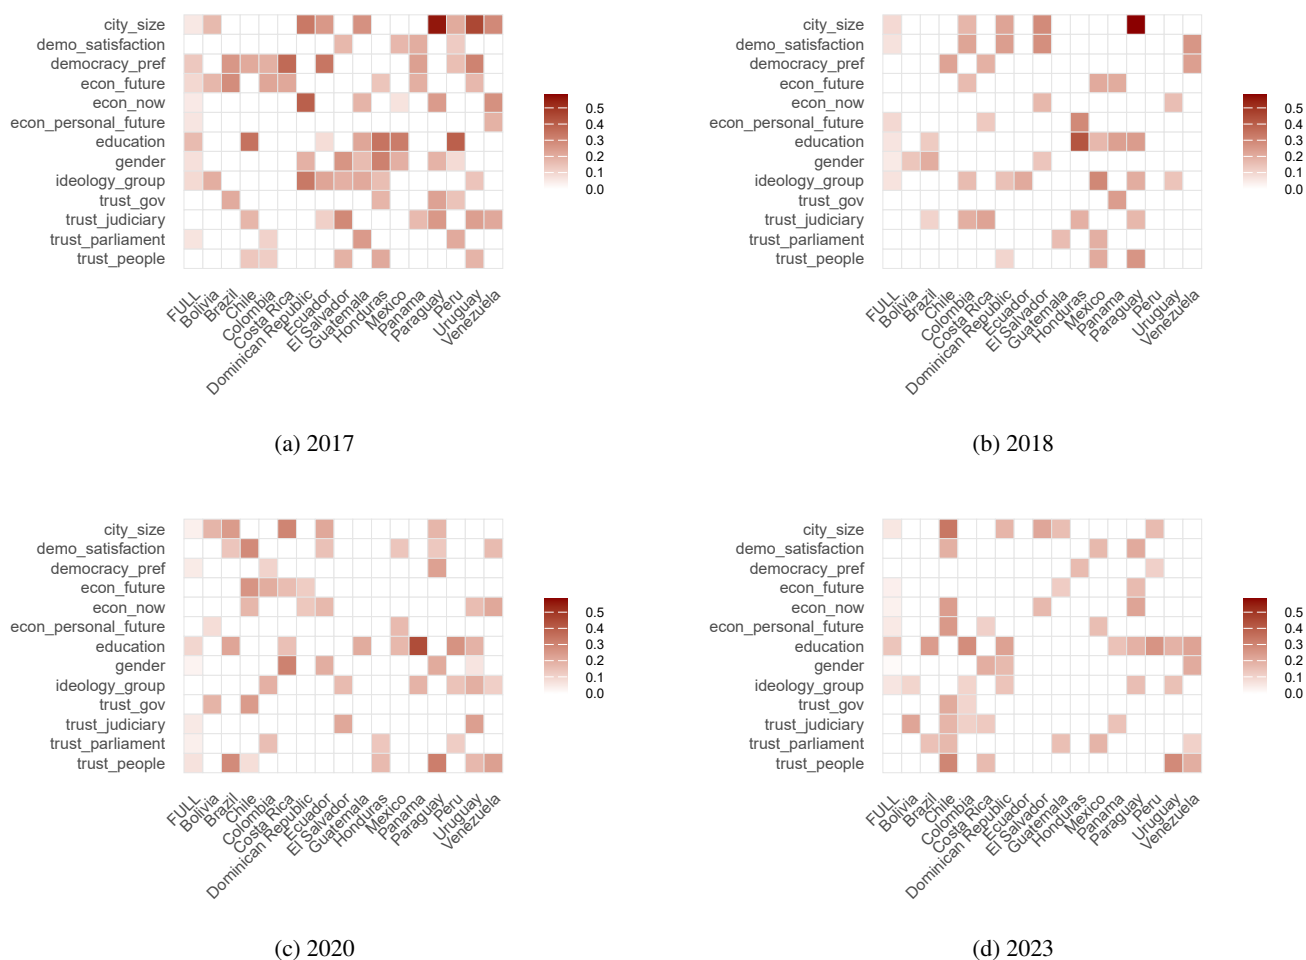 city_size
demo_satisfaction
democracy_pref
econ_future
econ_now
econ_personal_future
education
gender
ideology_group
trust_gov
trust_judiciary
trust_parliament
trust_people
FULL
Bolivia
Brazil
Chile
Colombia
Costa Rica
Dominican Republic
Ecuador
El Salvador
Guatemala
Honduras
Mexico
Panama
Paraguay
Peru
Uruguay
Venezuela
0.5
0.4
0.3
0.2
0.1
0.0
(a) 2017
city_size
demo_satisfaction
democracy_pref
econ_future
econ_now
econ_personal_future
education
gender
ideology_group
trust_gov
trust_judiciary
trust_parliament
trust_people
FULL
Bolivia
Brazil
Chile
Colombia
Costa Rica
Dominican Republic
Ecuador
El Salvador
Guatemala
Honduras
Mexico
Panama
Paraguay
Peru
Uruguay
Venezuela
0.5
0.4
0.3
0.2
0.1
0.0
(b) 2018
city_size
demo_satisfaction
democracy_pref
econ_future
econ_now
econ_personal_future
education
gender
ideology_group
trust_gov
trust_judiciary
trust_parliament
trust_people
FULL
Bolivia
Brazil
Chile
Colombia
Costa Rica
Dominican Republic
Ecuador
El Salvador
Guatemala
Honduras
Mexico
Panama
Paraguay
Peru
Uruguay
Venezuela
0.5
0.4
0.3
0.2
0.1
0.0
(c) 2020
city_size
demo_satisfaction
democracy_pref
econ_future
econ_now
econ_personal_future
education
gender
ideology_group
trust_gov
trust_judiciary
trust_parliament
trust_people
FULL
Bolivia
Brazil
Chile
Colombia
Costa Rica
Dominican Republic
Ecuador
El Salvador
Guatemala
Honduras
Mexico
Panama
Paraguay
Peru
Uruguay
Venezuela
0.5
0.4
0.3
0.2
0.1
0.0
(d) 2023